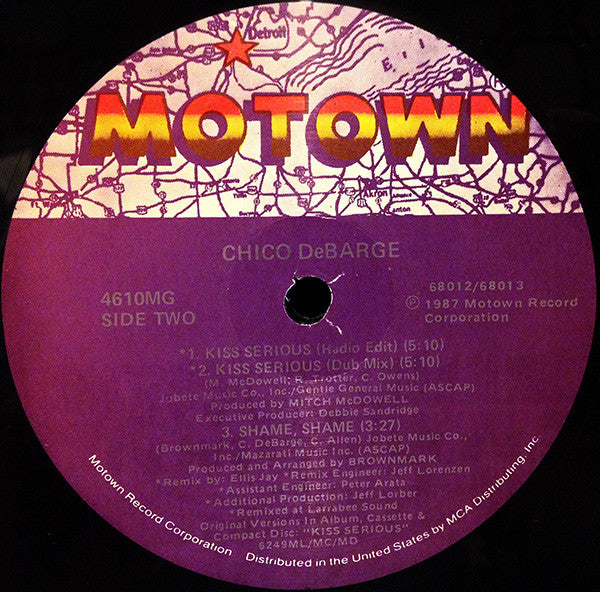 Detroit
MOTOWN
Akron
Canton
CHICO DeBARGE
4610MG
SIDE TWO
68012/68013
℗ 1987 Motown Record
Corporation
*1. KISS SERIOUS (Radio Edit) (5:10)
*2. KISS SERIOUS (Dub Mix) (5:10)
(M. McDowell; R. Trotter, C. Owens)
Jobete Music Co., Inc./Gentle General Music (ASCAP)
Produced by MITCH McDOWELL
Executive Producer: Debbie Sandridge
3. SHAME, SHAME (3:27)
(Brownmark, C. DeBarge, C. Allen) Jobete Music Co.,
Inc./Mazarati Music Inc. (ASCAP)
Produced and Arranged by BROWNMARK
*Remix by: Ellis Jay *Remix Engineer: Jeff Lorenzen
*Assistant Engineer: Peter Arata
*Additional Production: Jeff Lorber
*Remixed at Larrabee Sound
Original Versions In Album, Cassette &
Compact Disc: "KISS SERIOUS"
6249ML/MC/MD
Motown Record Corporation Distributed in the United States by MCA Distributing, Inc.